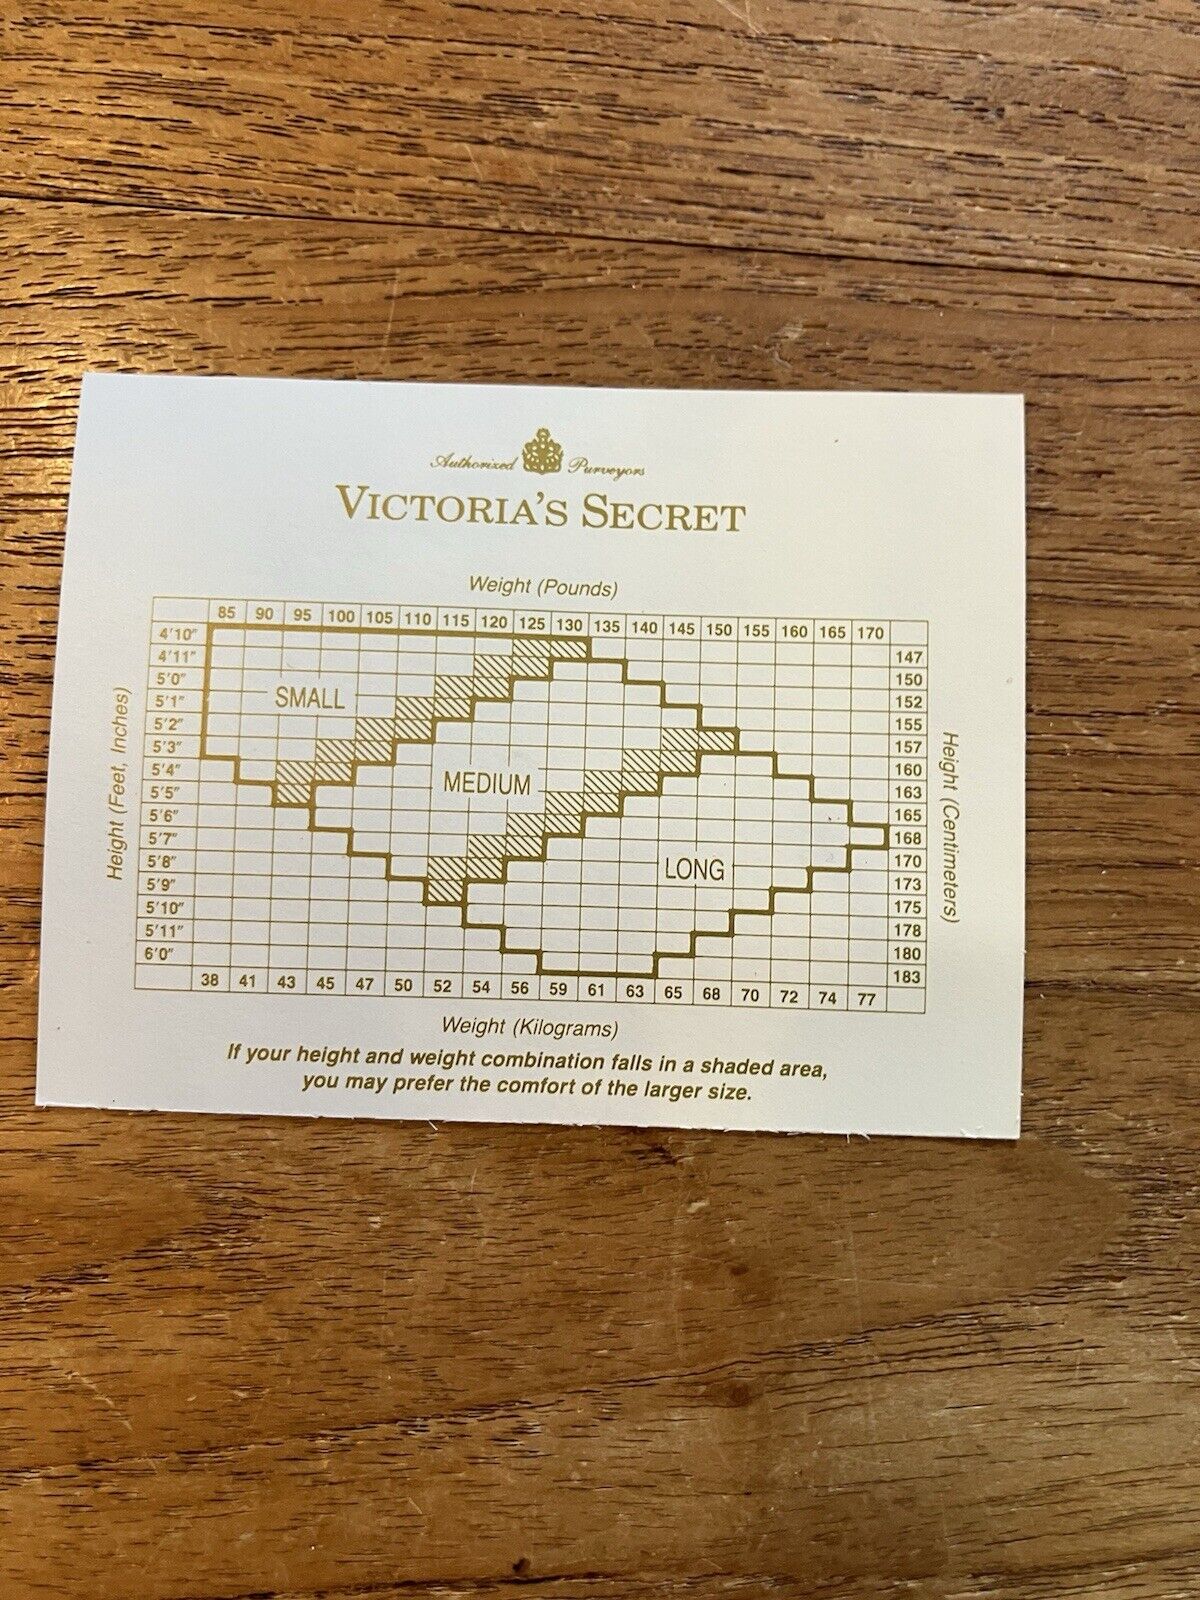 Authorized Purveyors
VICTORIA'S SECRET
Weight (Pounds)
85 90 95 100 105 110 115 120 125 130 135 140 145 150 155 160 165 170
4'10"
4'11" 147
5'0" 150
5'1" 152
5'2" 155
5'3" 157
5'4" 160
5'5" 163
5'6" 165
5'7" 168
5'8" 170
5'9" 173
5'10" 175
5'11" 178
6'0" 180
183
SMALL
MEDIUM
LONG
Height (Feet, Inches)
Height (Centimeters)
38 41 43 45 47 50 52 54 56 59 61 63 65 68 70 72 74 77
Weight (Kilograms)
If your height and weight combination falls in a shaded area,
you may prefer the comfort of the larger size.